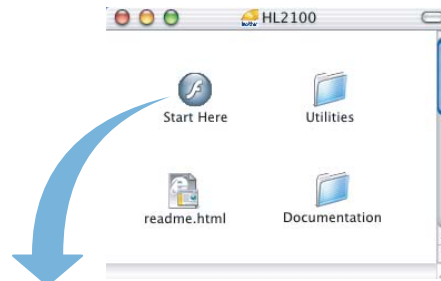 HL2100
Start Here
Utilities
readme.html
Documentation